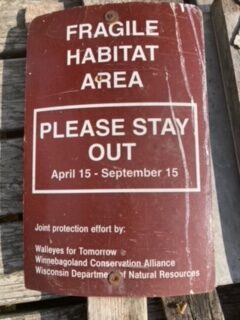 FRAGILE
HABITAT
AREA
PLEASE STAY
OUT
April 15 - September 15
Joint protection effort by:
Walleyes for Tomorrow
Winnebagoland Conservation Alliance
Wisconsin Department of Natural Resources